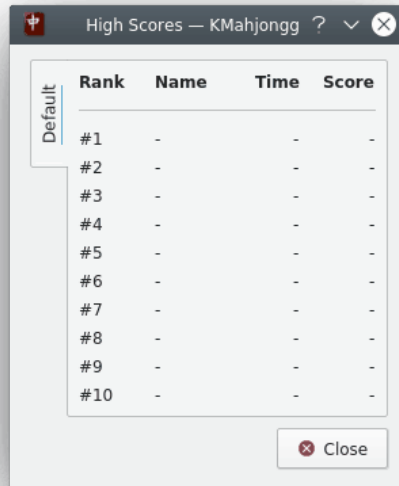 中 High Scores — KMahjongg ?
Default
Rank Name Time Score
#1 - - -
#2 - - -
#3 - - -
#4 - - -
#5 - - -
#6 - - -
#7 - - -
#8 - - -
#9 - - -
#10 - - -
Close